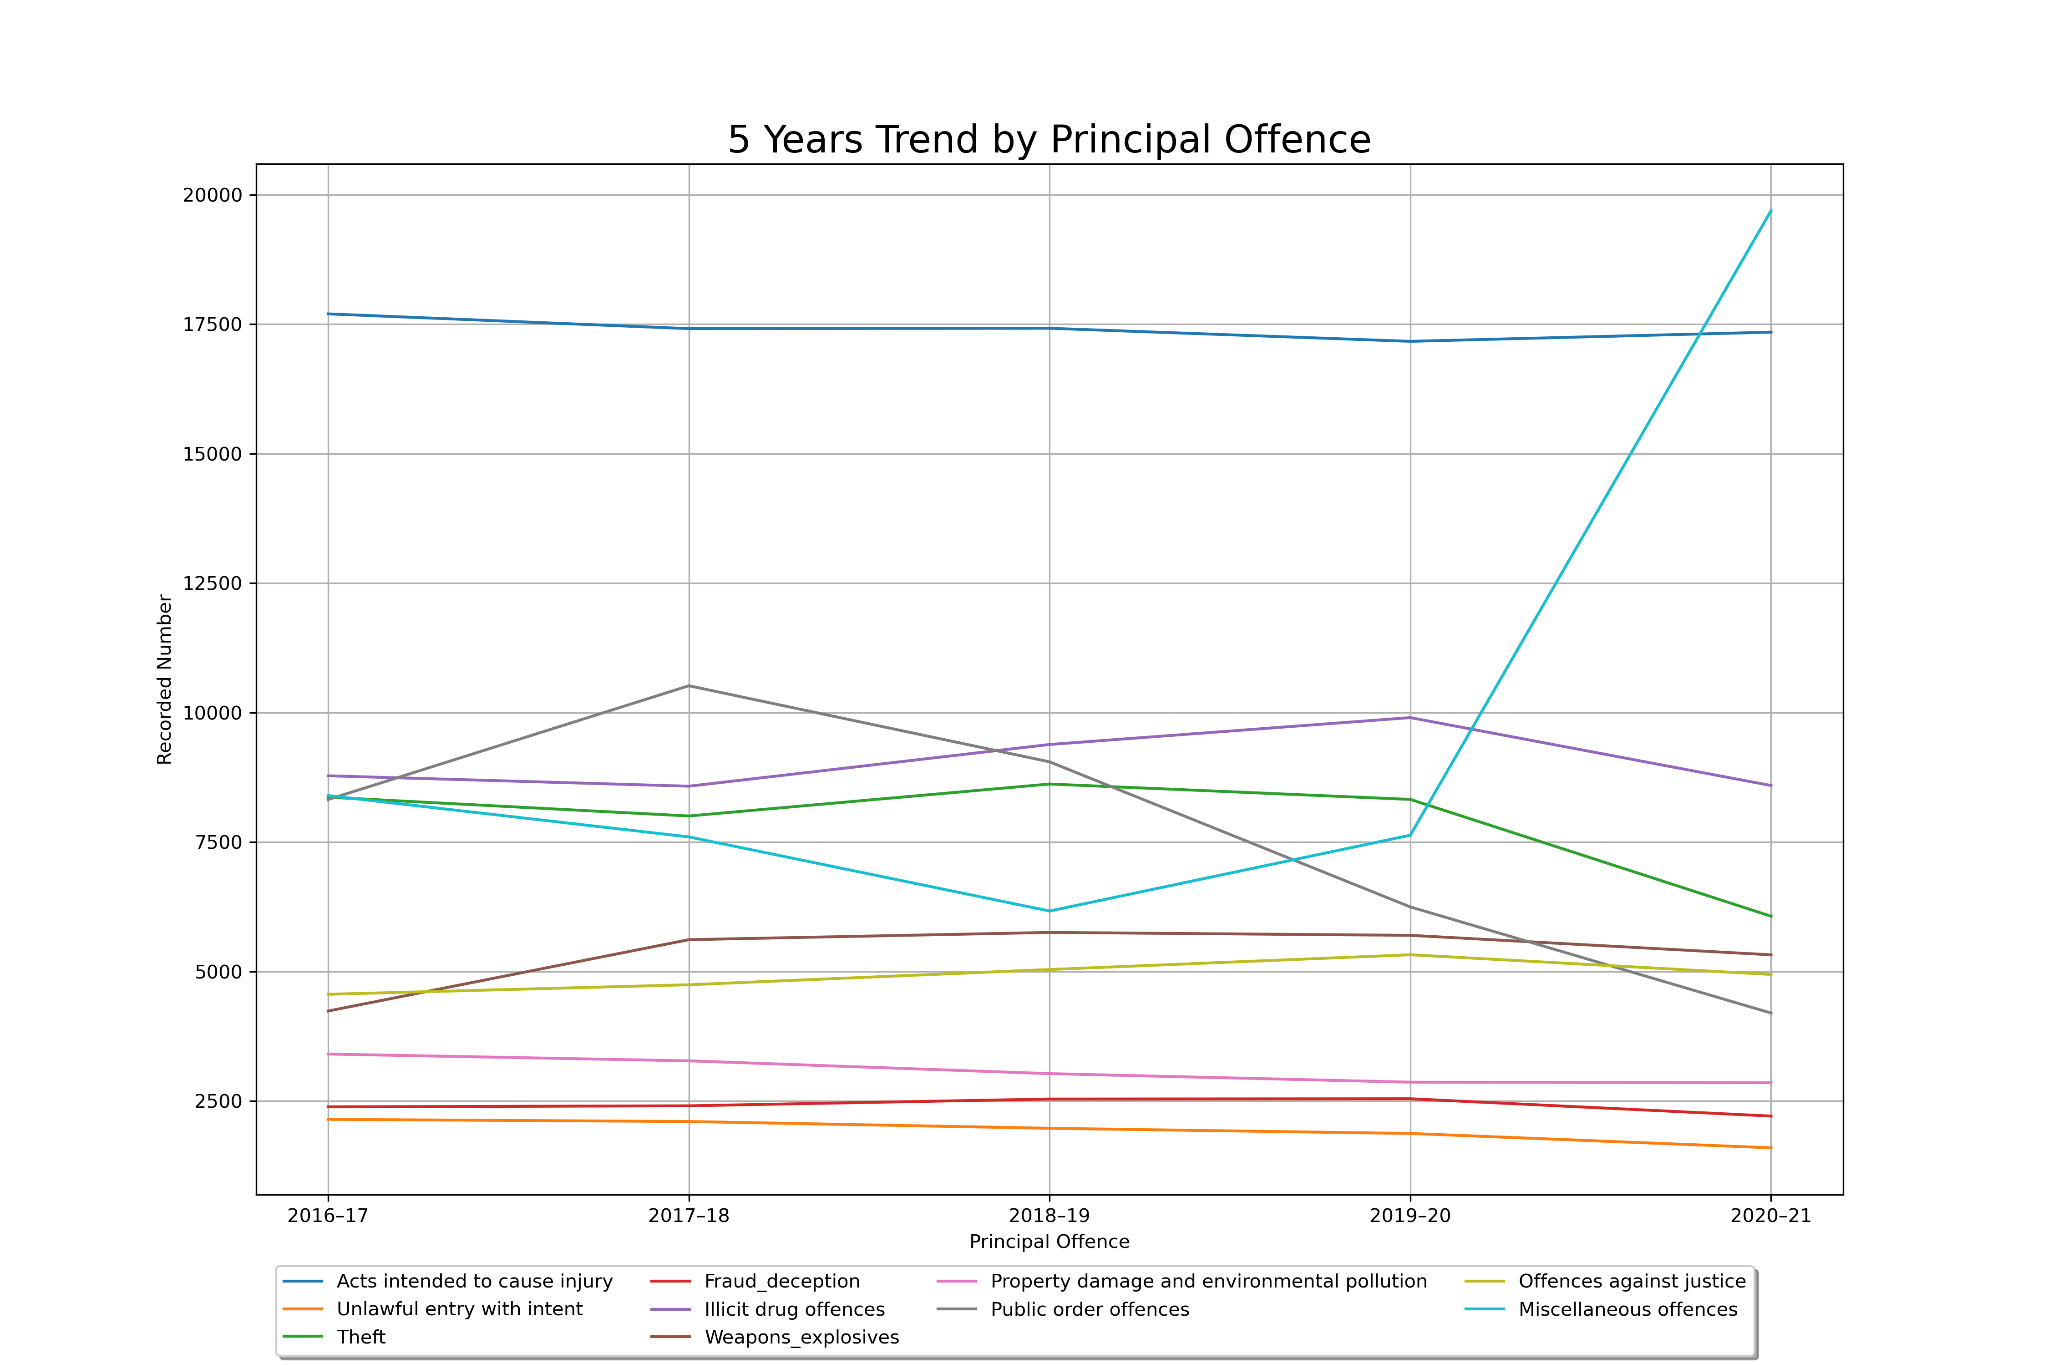 5 Years Trend by Principal Offence
20000
17500
15000
12500
10000
7500
5000
2500
Recorded Number
2016–17 2017–18 2018–19 2019–20 2020–21
Principal Offence
Acts intended to cause injury
Unlawful entry with intent
Theft
Fraud_deception
Illicit drug offences
Weapons_explosives
Property damage and environmental pollution
Public order offences
Offences against justice
Miscellaneous offences